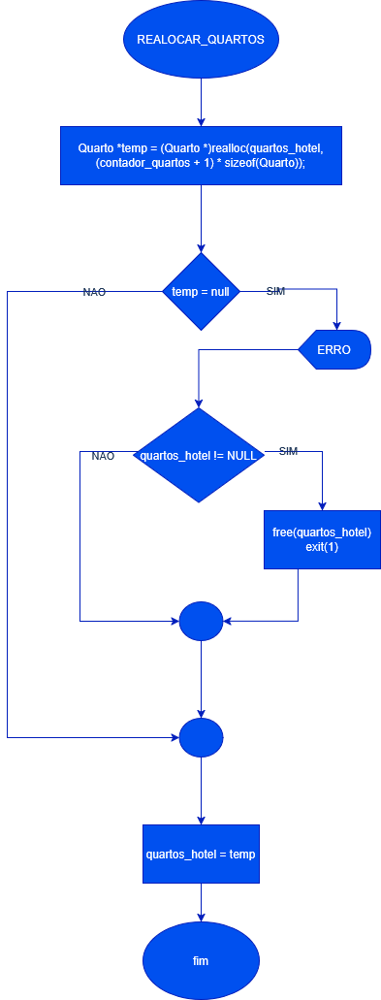 REALOCAR_QUARTOS
Quarto *temp = (Quarto *)realloc(quartos_hotel,
(contador_quartos + 1) * sizeof(Quarto));
NAO
temp = null
SIM
ERRO
NAO
quartos_hotel != NULL
SIM
free(quartos_hotel)
exit(1)
quartos_hotel = temp
fim